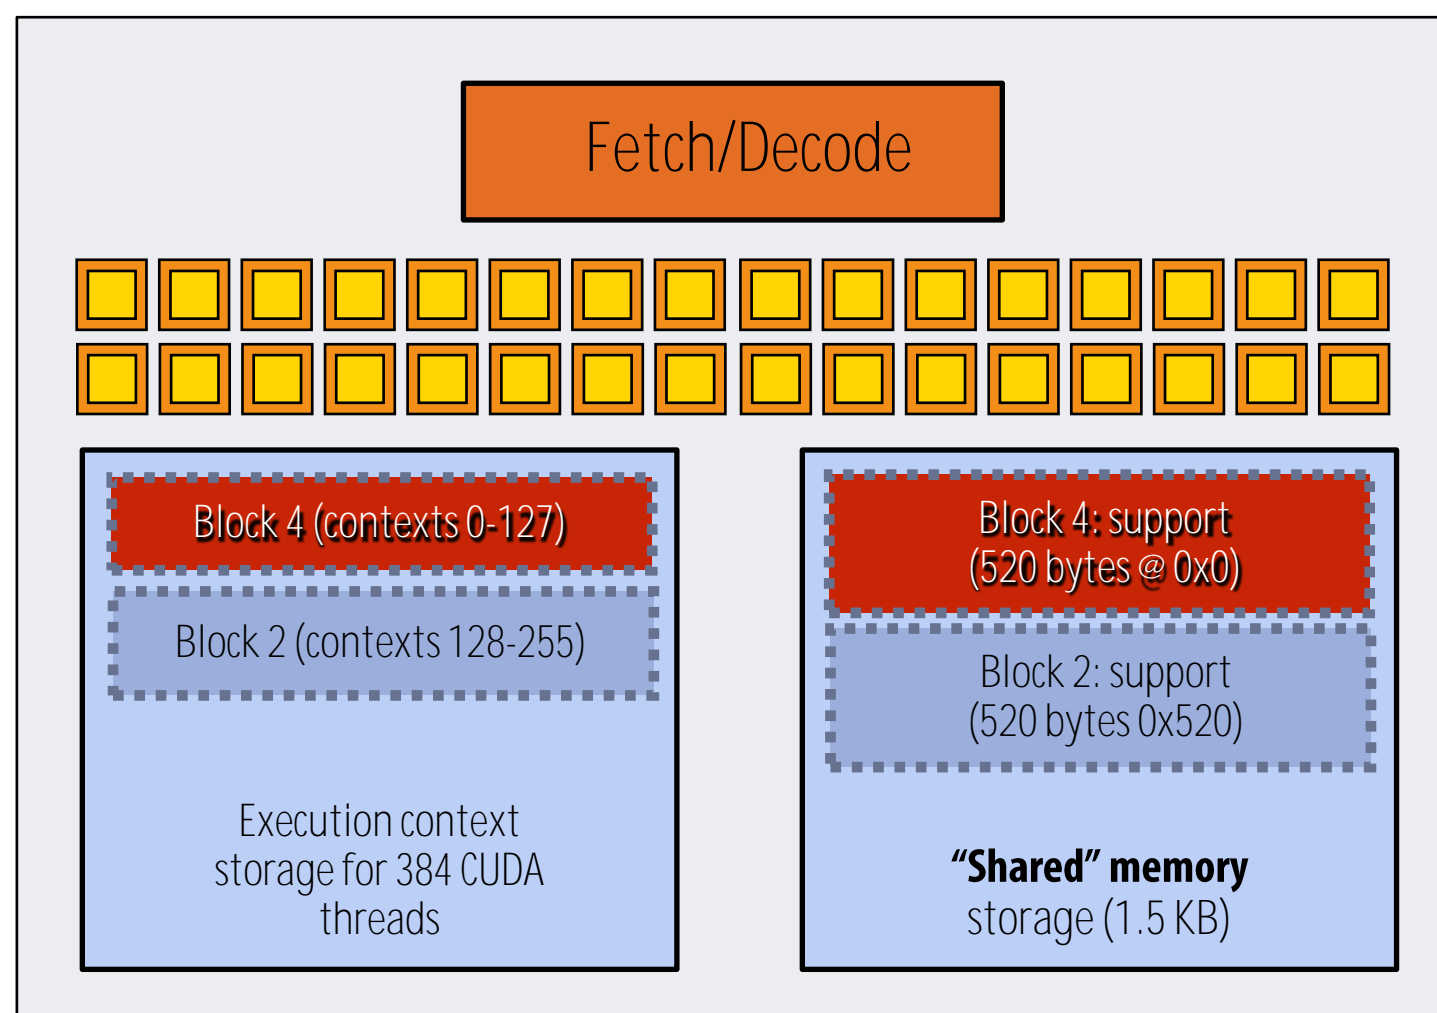 Fetch/Decode
Block 4 (contexts 0-127)
Block 2 (contexts 128-255)
Execution context
storage for 384 CUDA
threads
Block 4: support
(520 bytes @ 0x0)
Block 2: support
(520 bytes 0x520)
“Shared” memory
storage (1.5 KB)